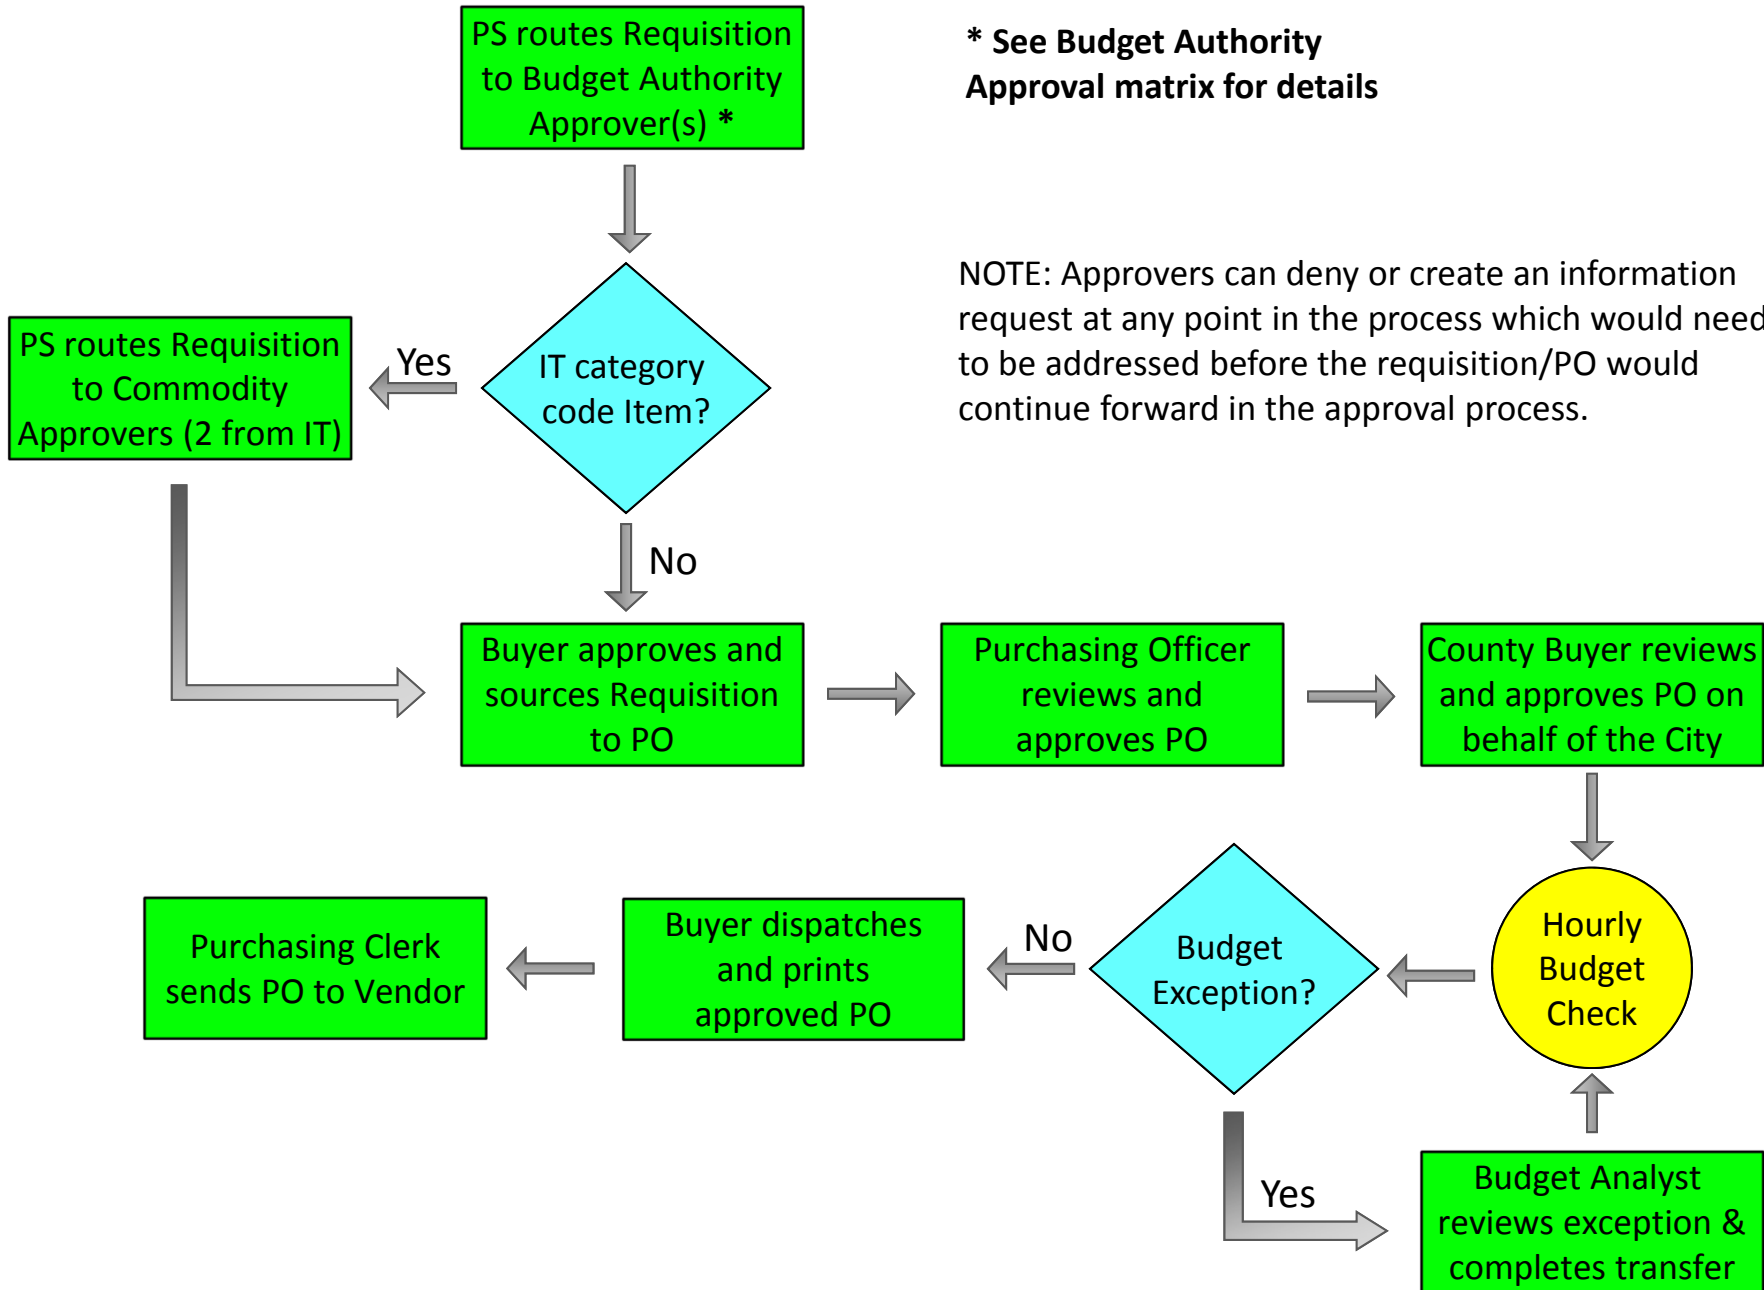 PS routes Requisition
to Budget Authority
Approver(s) *
* See Budget Authority
Approval matrix for details
NOTE: Approvers can deny or create an information
request at any point in the process which would need
to be addressed before the requisition/PO would
continue forward in the approval process.
IT category
code Item?
Yes
PS routes Requisition
to Commodity
Approvers (2 from IT)
No
Buyer approves and
sources Requisition
to PO
Purchasing Officer
reviews and
approves PO
County Buyer reviews
and approves PO on
behalf of the City
Hourly
Budget
Check
Budget
Exception?
No
Buyer dispatches
and prints
approved PO
Purchasing Clerk
sends PO to Vendor
Yes
Budget Analyst
reviews exception &
completes transfer